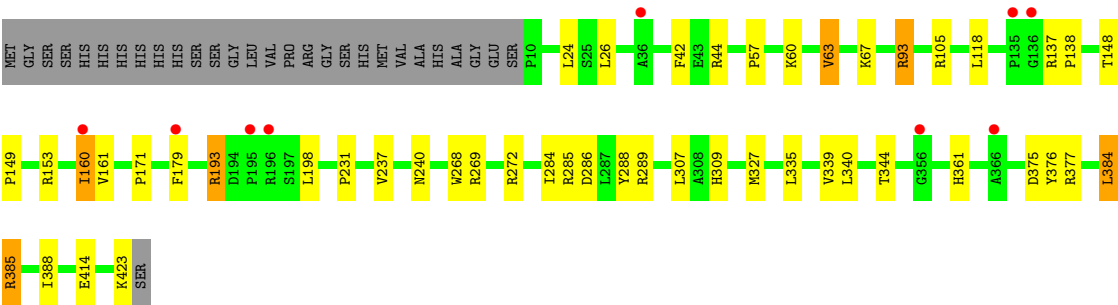 MET GLY SER SER HIS HIS HIS HIS HIS HIS SER SER GLY LEU VAL PRO ARG GLY SER HIS MET VAL ALA HIS ALA GLY GLU SER P10 L24 S25 L26 A36 F42 E43 R44 P57 K60 V63 K67 R93 R105 L118 P135 G136 R137 P138 T148
P149 R153 I160 V161 P171 F179 R193 D194 P195 R196 S197 L198 P231 V237 N240 W268 R269 R272 I284 R285 D286 L287 Y288 R289 L307 A308 H309 M327 L335 V339 L340 T344 G356 H361 A366 D375 Y376 R377 L384
R385 I388 E414 K423 SER